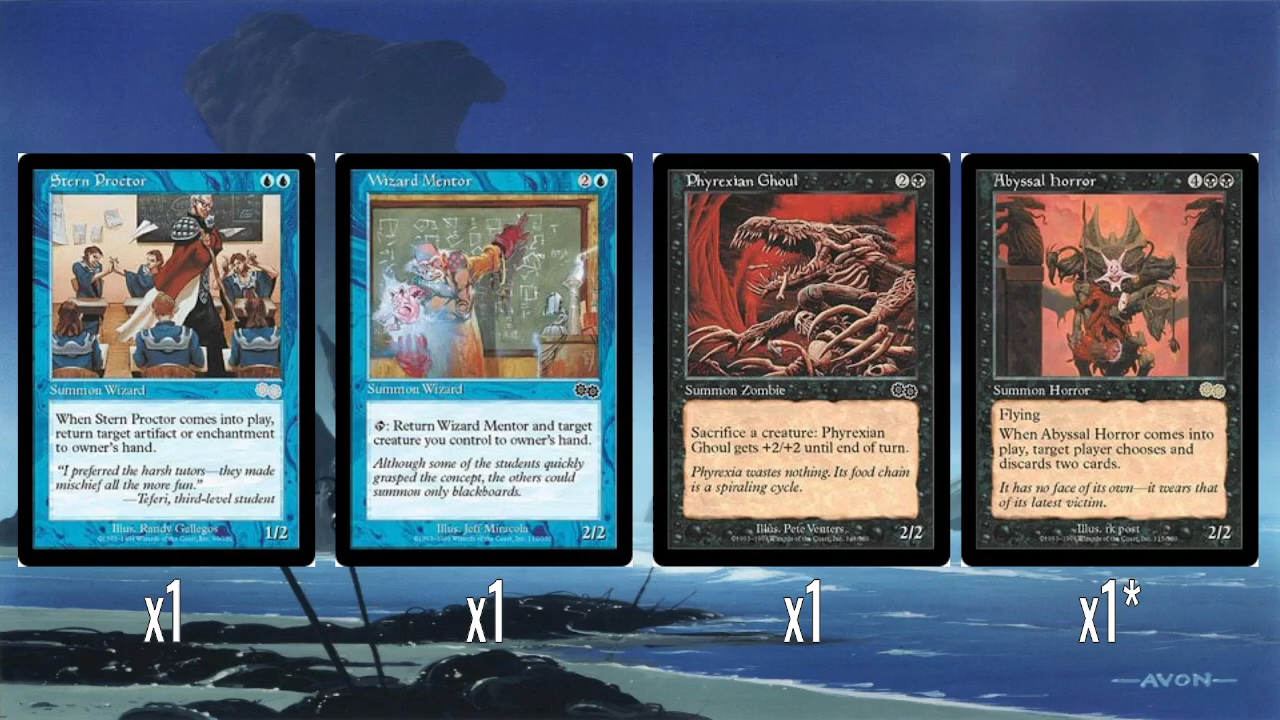 Stern Proctor
Summon Wizard
When Stern Proctor comes into play,
return target artifact or enchantment
to owner's hand.
"I preferred the harsh tutors—they made
mischief all the more fun."
—Teferi, third-level student
Illus. Randy Gallegos
1/2
x1
Wizard Mentor
2
Summon Wizard
: Return Wizard Mentor and target
creature you control to owner's hand.
Although some of the students quickly
grasped the concept, the others could
summon only blackboards.
Illus. Jeff Miracola
2/2
x1
Phyrexian Ghoul
2
Summon Zombie
Sacrifice a creature: Phyrexian
Ghoul gets +2/+2 until end of turn.
Phyrexia wastes nothing. Its food chain
is a spiraling cycle.
Illus. Pete Venters
2/2
x1
Abyssal Horror
4
Summon Horror
Flying
When Abyssal Horror comes into
play, target player chooses and
discards two cards.
It has no face of its own—it wears that
of its latest victim.
Illus. rk post
2/2
x1*
—AVON—